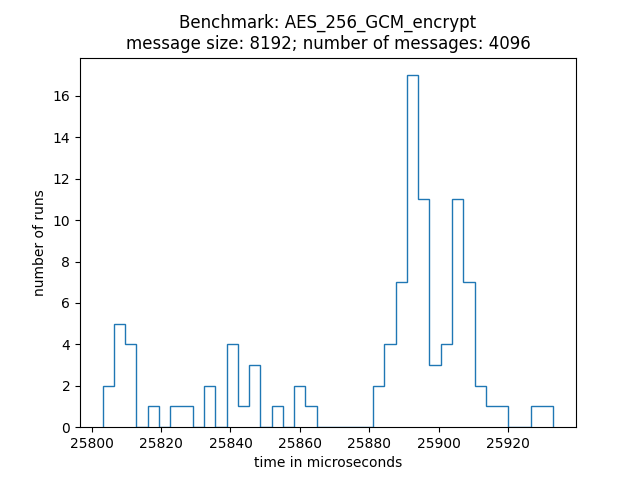 Benchmark: AES_256_GCM_encrypt
message size: 8192; number of messages: 4096
number of runs
16
14
12
10
8
6
4
2
0
25800 25820 25840 25860 25880 25900 25920
time in microseconds